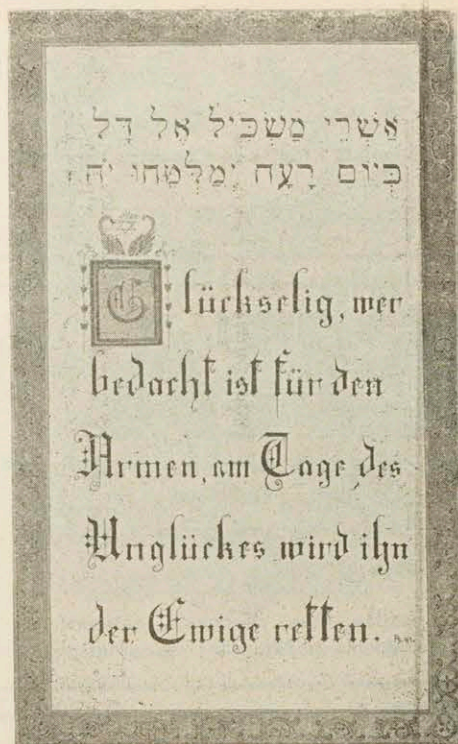 אַשְׁרֵי מַשְׂכִּיל אֶל דָּל
בְּיוֹם רָעָה יְמַלְּטֵהוּ יה׃
Glückselig, wer
bedacht ist für den
Armen, am Tage des
Unglückes wird ihn
der Ewige retten.